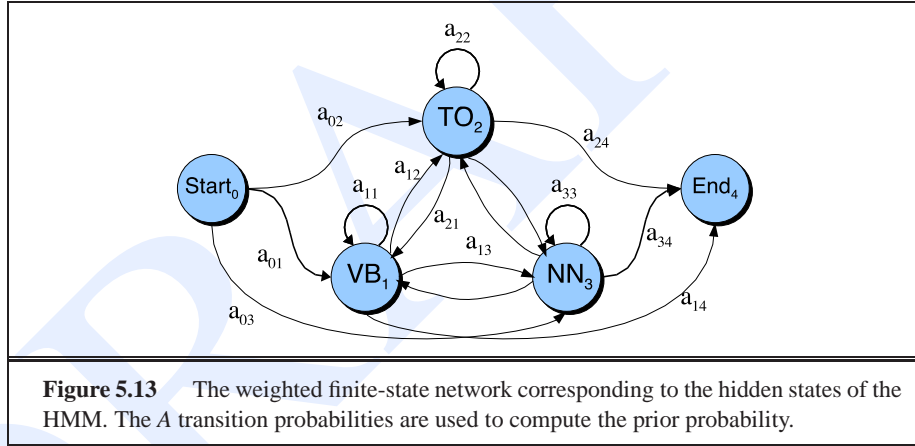 a22
TO2
a02
a24
Start0
a12
a11
a33
End4
a21
a13
a01
a34
VB1
NN3
a14
a03
Figure 5.13 The weighted finite-state network corresponding to the hidden states of the
HMM. The A transition probabilities are used to compute the prior probability.